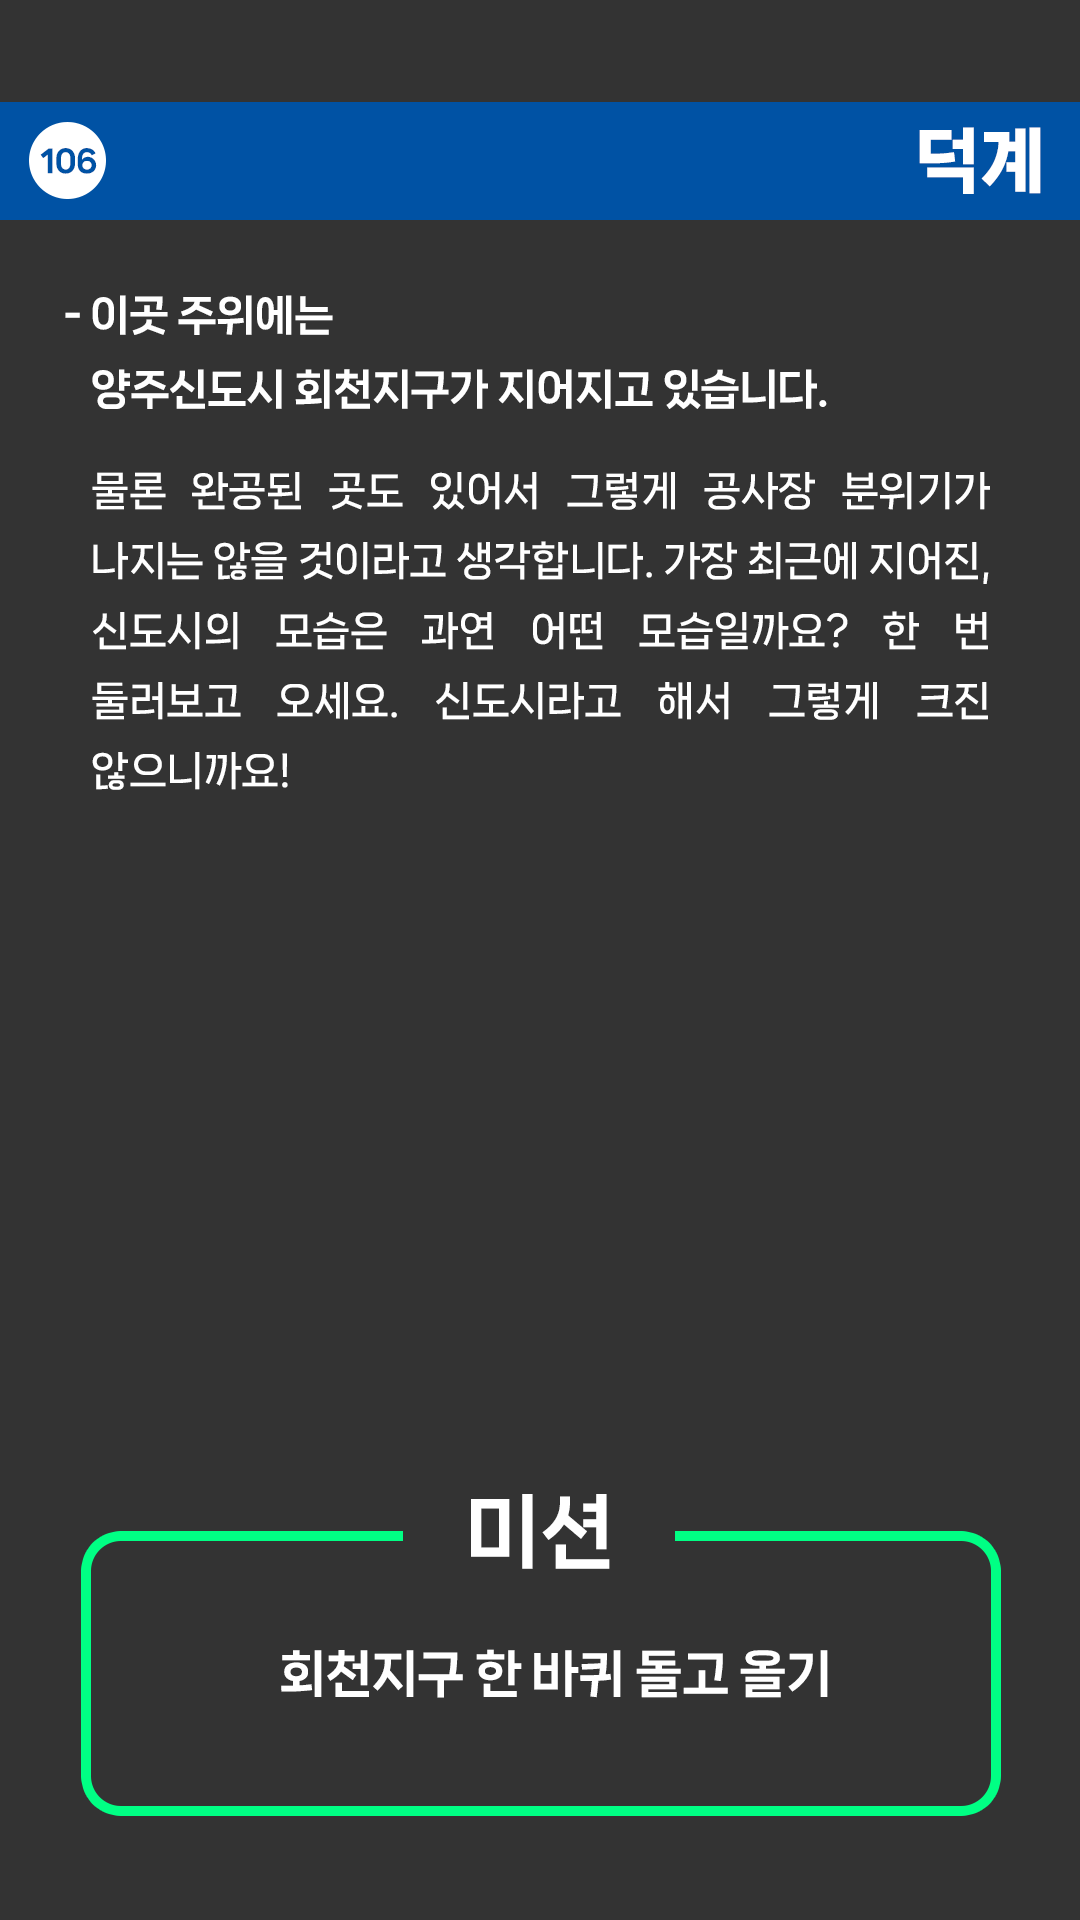 106
덕계
- 이곳 주위에는
양주신도시 회천지구가 지어지고 있습니다.
물론 완공된 곳도 있어서 그렇게 공사장 분위기가
나지는 않을 것이라고 생각합니다. 가장 최근에 지어진,
신도시의 모습은 과연 어떤 모습일까요? 한 번
둘러보고 오세요. 신도시라고 해서 그렇게 크진
않으니까요!
미션
회천지구 한 바퀴 돌고 올기